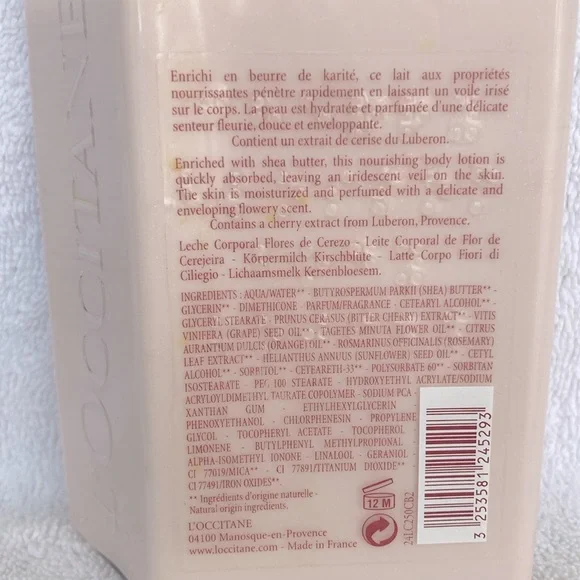 L'OCCITANE
Enrichi en beurre de karité, ce lait aux propriétés
nourrissantes pénètre rapidement en laissant un voile irisé
sur le corps. La peau est hydratée et parfumée d'une délicate
senteur fleurie, douce et enveloppante.
Contient un extrait de cerise du Luberon.
Enriched with shea butter, this nourishing body lotion is
quickly absorbed, leaving an iridescent veil on the skin.
The skin is moisturized and perfumed with a delicate and
enveloping flowery scent.
Contains a cherry extract from Luberon, Provence.
Leche Corporal Flores de Cerezo - Leite Corporal de Flor de
Cerejeira - Körpermilch Kirschblüte - Latte Corpo Fiori di
Ciliegio - Lichaamsmelk Kersenbloesem.
INGREDIENTS : AQUA/WATER** - BUTYROSPERMUM PARKII (SHEA) BUTTER** -
GLYCERIN** - DIMETHICONE - PARFUM/FRAGRANCE - CETEARYL ALCOHOL** -
GLYCERYL STEARATE - PRUNUS CERASUS (BITTER CHERRY) EXTRACT** - VITIS
VINIFERA (GRAPE) SEED OIL** - TAGETES MINUTA FLOWER OIL** - CITRUS
AURANTIUM DULCIS (ORANGE) OIL** - ROSMARINUS OFFICINALIS (ROSEMARY)
LEAF EXTRACT** - HELIANTHUS ANNUUS (SUNFLOWER) SEED OIL** - CETYL
ALCOHOL** - SORBITOL** - CETEARETH-33** - POLYSORBATE 60** - SORBITAN
ISOSTEARATE - PEG 100 STEARATE - HYDROXYETHYL ACRYLATE/SODIUM
ACRYLOYLDIMETHYL TAURATE COPOLYMER - SODIUM PCA -
XANTHAN GUM - ETHYLHEXYLGLYCERIN -
PHENOXYETHANOL - CHLORPHENESIN - PROPYLENE
GLYCOL - TOCOPHERYL ACETATE - TOCOPHEROL
LIMONENE - BUTYLPHENYL METHYLPROPIONAL
ALPHA-ISOMETHYL IONONE - LINALOOL - GERANIOL
CI 77019/MICA** - CI 77891/TITANIUM DIOXIDE** -
CI 77491/IRON OXIDES**.
** Ingrédients d'origine naturelle -
Natural origin ingredients.
L'OCCITANE
04100 Manosque-en-Provence
www.loccitane.com - Made in France
12 M
24LC250CB2
3 253581 245293